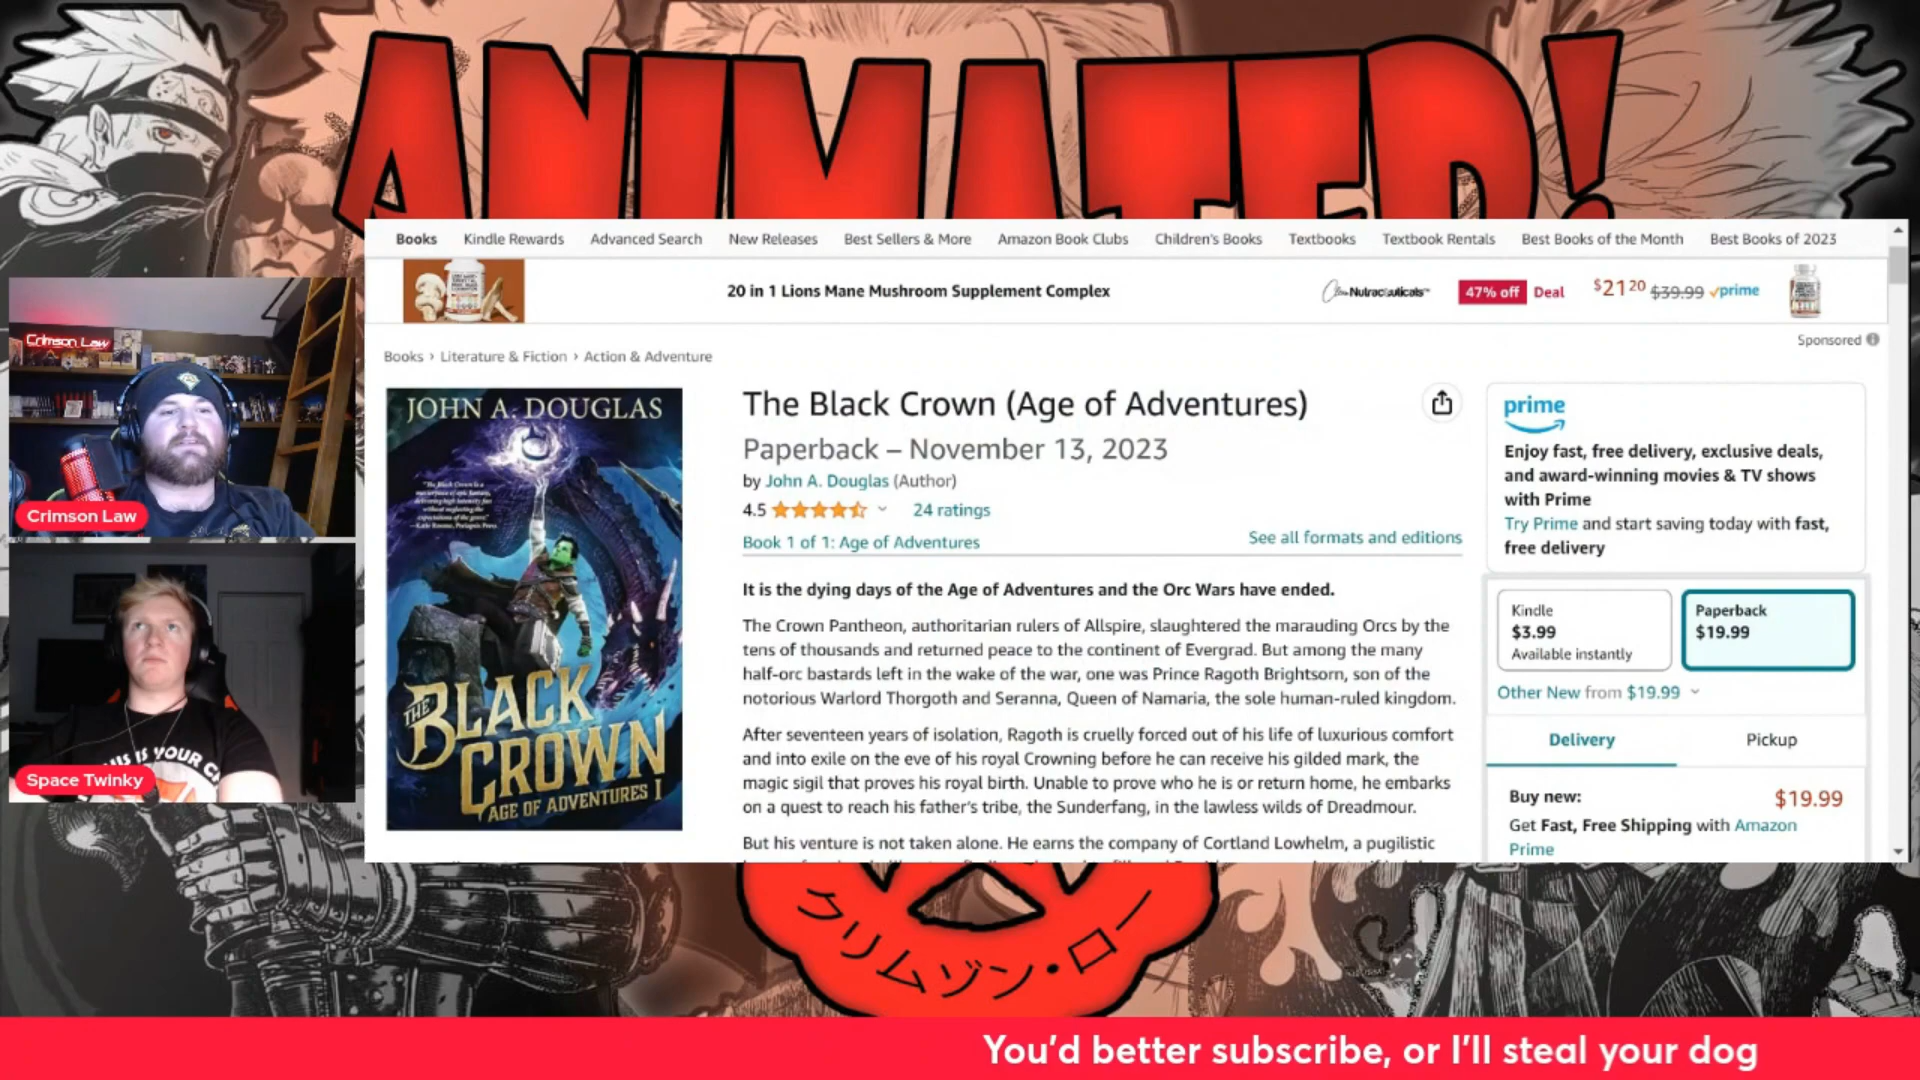 ANIMATED!
Books Kindle Rewards Advanced Search New Releases Best Sellers & More Amazon Book Clubs Children's Books Textbooks Textbook Rentals Best Books of the Month Best Books of 2023
20 in 1 Lions Mane Mushroom Supplement Complex
Nutraceuticals
47% off Deal
$21²⁰ $39.99 prime
Sponsored
Books › Literature & Fiction › Action & Adventure
JOHN A. DOUGLAS
"The Black Crown is a
masterpiece of epic fantasy,
THE
BLACK
CROWN
AGE OF ADVENTURES I
The Black Crown (Age of Adventures)
Paperback – November 13, 2023
by John A. Douglas (Author)
4.5 24 ratings
Book 1 of 1: Age of Adventures
See all formats and editions
It is the dying days of the Age of Adventures and the Orc Wars have ended.
The Crown Pantheon, authoritarian rulers of Allspire, slaughtered the marauding Orcs by the
tens of thousands and returned peace to the continent of Evergrad. But among the many
half-orc bastards left in the wake of the war, one was Prince Ragoth Brightsorn, son of the
notorious Warlord Thorgoth and Seranna, Queen of Namaria, the sole human-ruled kingdom.
After seventeen years of isolation, Ragoth is cruelly forced out of his life of luxurious comfort
and into exile on the eve of his royal Crowning before he can receive his gilded mark, the
magic sigil that proves his royal birth. Unable to prove who he is or return home, he embarks
on a quest to reach his father's tribe, the Sunderfang, in the lawless wilds of Dreadmour.
But his venture is not taken alone. He earns the company of Cortland Lowhelm, a pugilistic
prime
Enjoy fast, free delivery, exclusive deals,
and award-winning movies & TV shows
with Prime
Try Prime and start saving today with fast,
free delivery
Kindle
$3.99
Available instantly
Paperback
$19.99
Other New from $19.99
Delivery
Pickup
Buy new:
$19.99
Get Fast, Free Shipping with Amazon
Prime
Crimson Law
Crimson Law
IS YOUR
Space Twinky
クリムゾン・ロー
You'd better subscribe, or I'll steal your dog